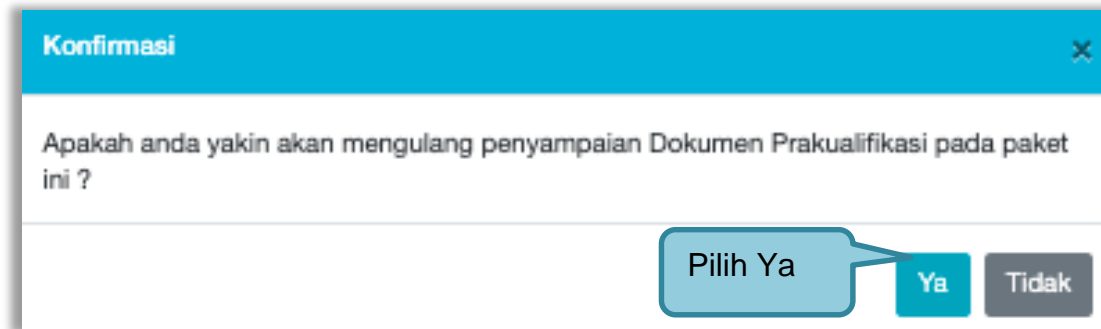 Konfirmasi
×
Apakah anda yakin akan mengulang penyampaian Dokumen Prakualifikasi pada paket
ini ?
Pilih Ya
Ya
Tidak